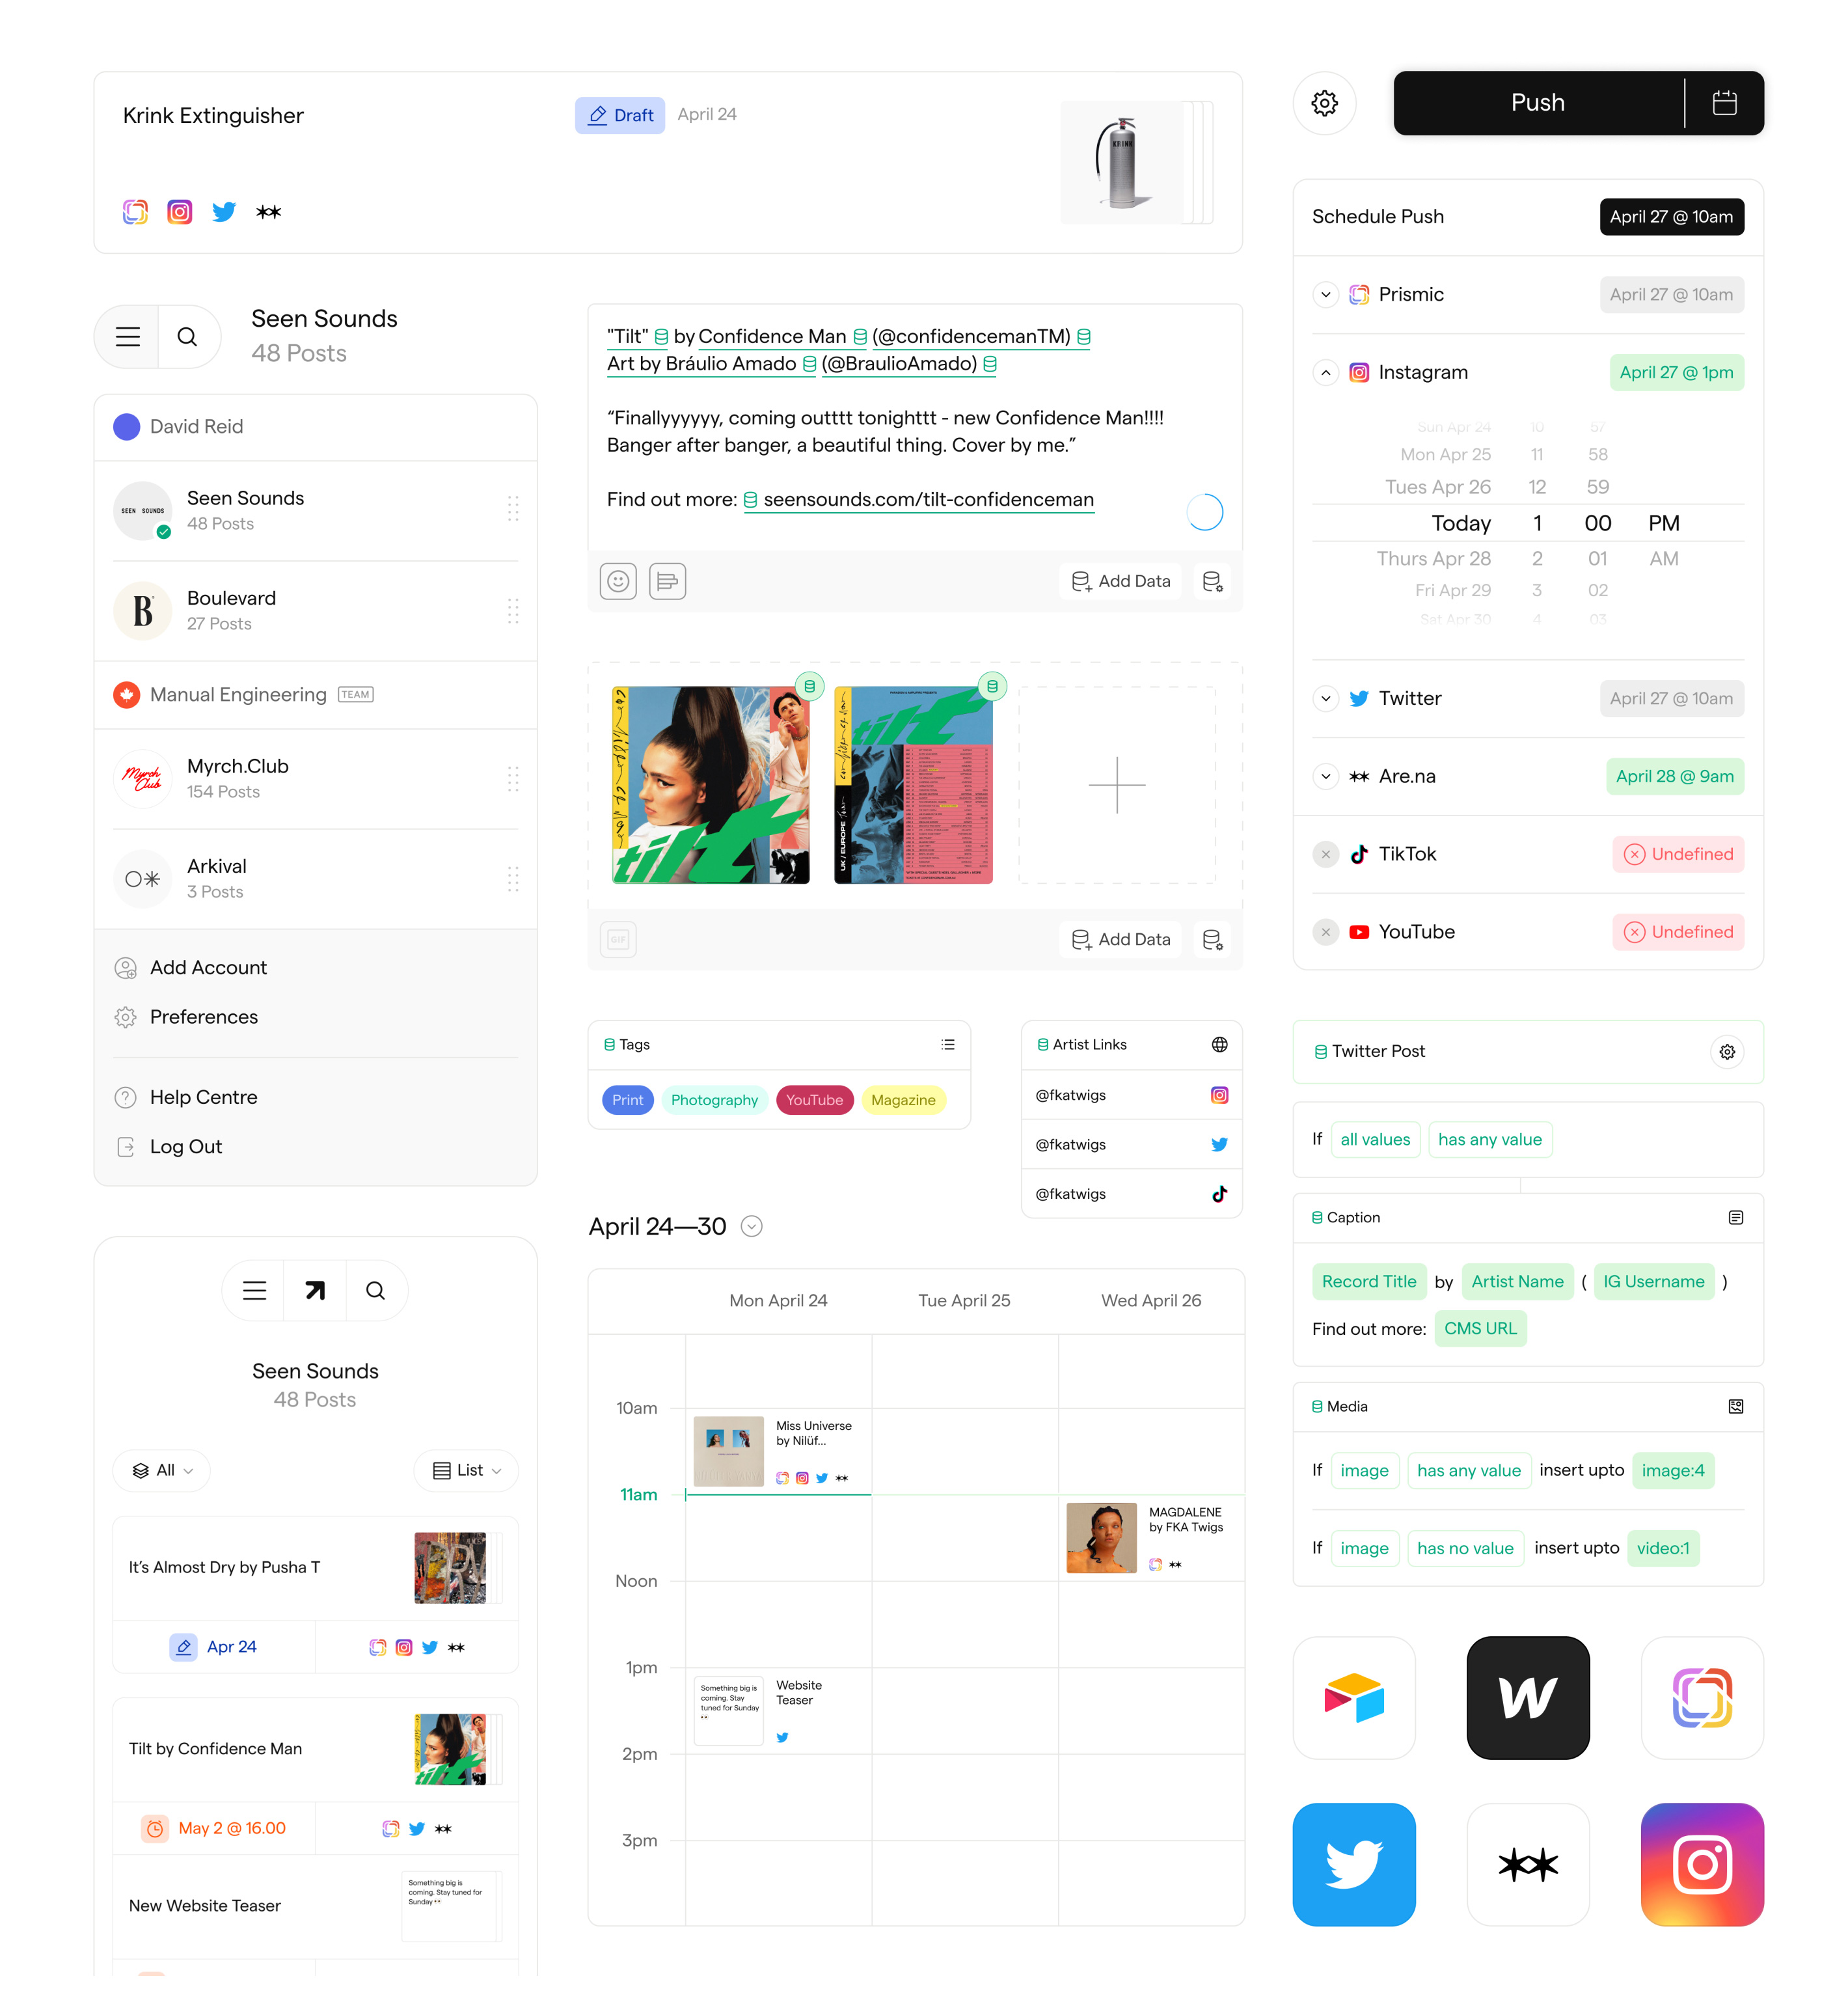 Krink Extinguisher
Draft
April 24
KRINK
Push
Seen Sounds
48 Posts
David Reid
SEEN SOUNDS
Seen Sounds
48 Posts
B
Boulevard
27 Posts
Manual Engineering
TEAM
Myrch Club
Myrch.Club
154 Posts
Arkival
3 Posts
Add Account
Preferences
Help Centre
Log Out
"Tilt" by Confidence Man (@confidencemanTM)
Art by Bráulio Amado (@BraulioAmado)
“Finallyyyyyy, coming outttt tonighttt - new Confidence Man!!!!
Banger after banger, a beautiful thing. Cover by me.”
Find out more: seensounds.com/tilt-confidenceman
Add Data
tilt
tilt
UK / EUROPE Tour
GIF
Add Data
Schedule Push
April 27 @ 10am
Prismic
April 27 @ 10am
Instagram
April 27 @ 1pm
Sun Apr 24 10 57
Mon Apr 25 11 58
Tues Apr 26 12 59
Today 1 00 PM
Thurs Apr 28 2 01 AM
Fri Apr 29 3 02
Sat Apr 30 4 03
Twitter
April 27 @ 10am
Are.na
April 28 @ 9am
TikTok
Undefined
YouTube
Undefined
Tags
Print
Photography
YouTube
Magazine
Artist Links
@fkatwigs
@fkatwigs
@fkatwigs
Twitter Post
If all values has any value
Caption
Record Title by Artist Name ( IG Username )
Find out more: CMS URL
Media
If image has any value insert upto image:4
If image has no value insert upto video:1
Seen Sounds
48 Posts
All
List
It’s Almost Dry by Pusha T
Apr 24
Tilt by Confidence Man
tilt
May 2 @ 16.00
New Website Teaser
Something big is
coming. Stay tuned for
Sunday
April 24—30
Mon April 24
Tue April 25
Wed April 26
10am
Miss Universe
by Nilüf...
11am
MAGDALENE
by FKA Twigs
Noon
1pm
Something big is
coming. Stay
tuned for Sunday
Website
Teaser
2pm
3pm
W